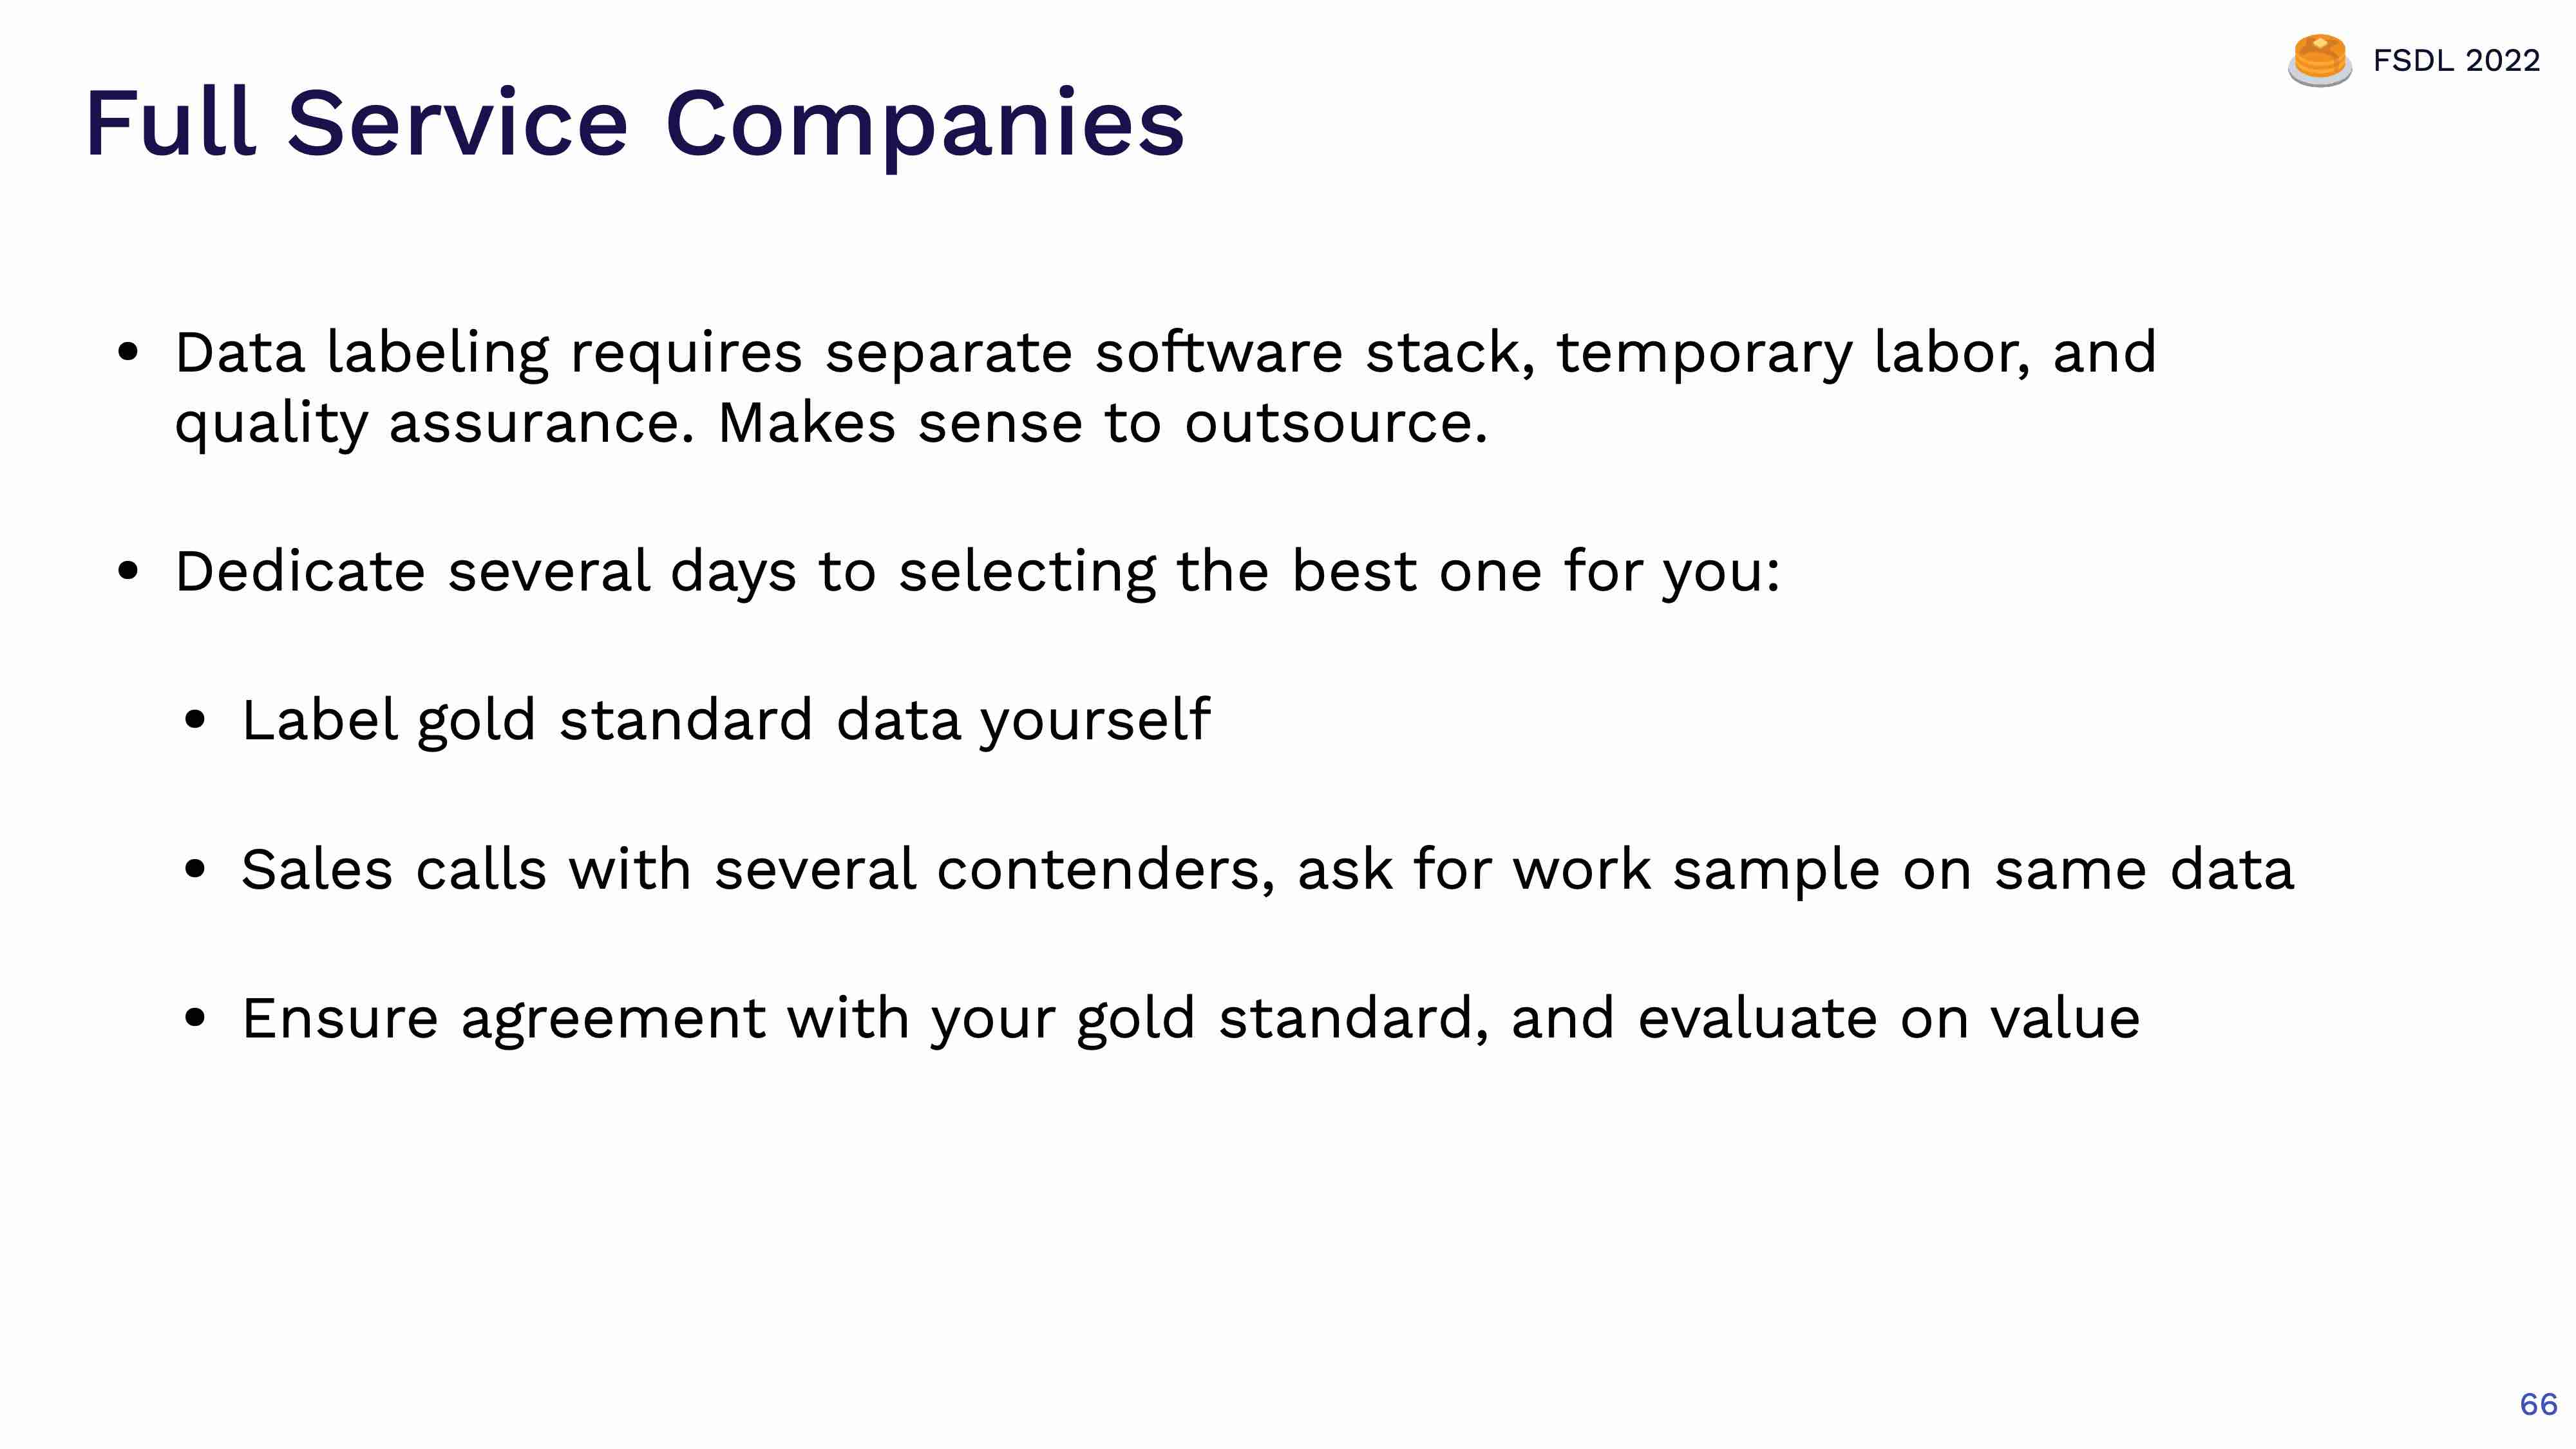 FSDL 2022
Full Service Companies
• Data labeling requires separate software stack, temporary labor, and
quality assurance. Makes sense to outsource.
• Dedicate several days to selecting the best one for you:
• Label gold standard data yourself
• Sales calls with several contenders, ask for work sample on same data
• Ensure agreement with your gold standard, and evaluate on value
66